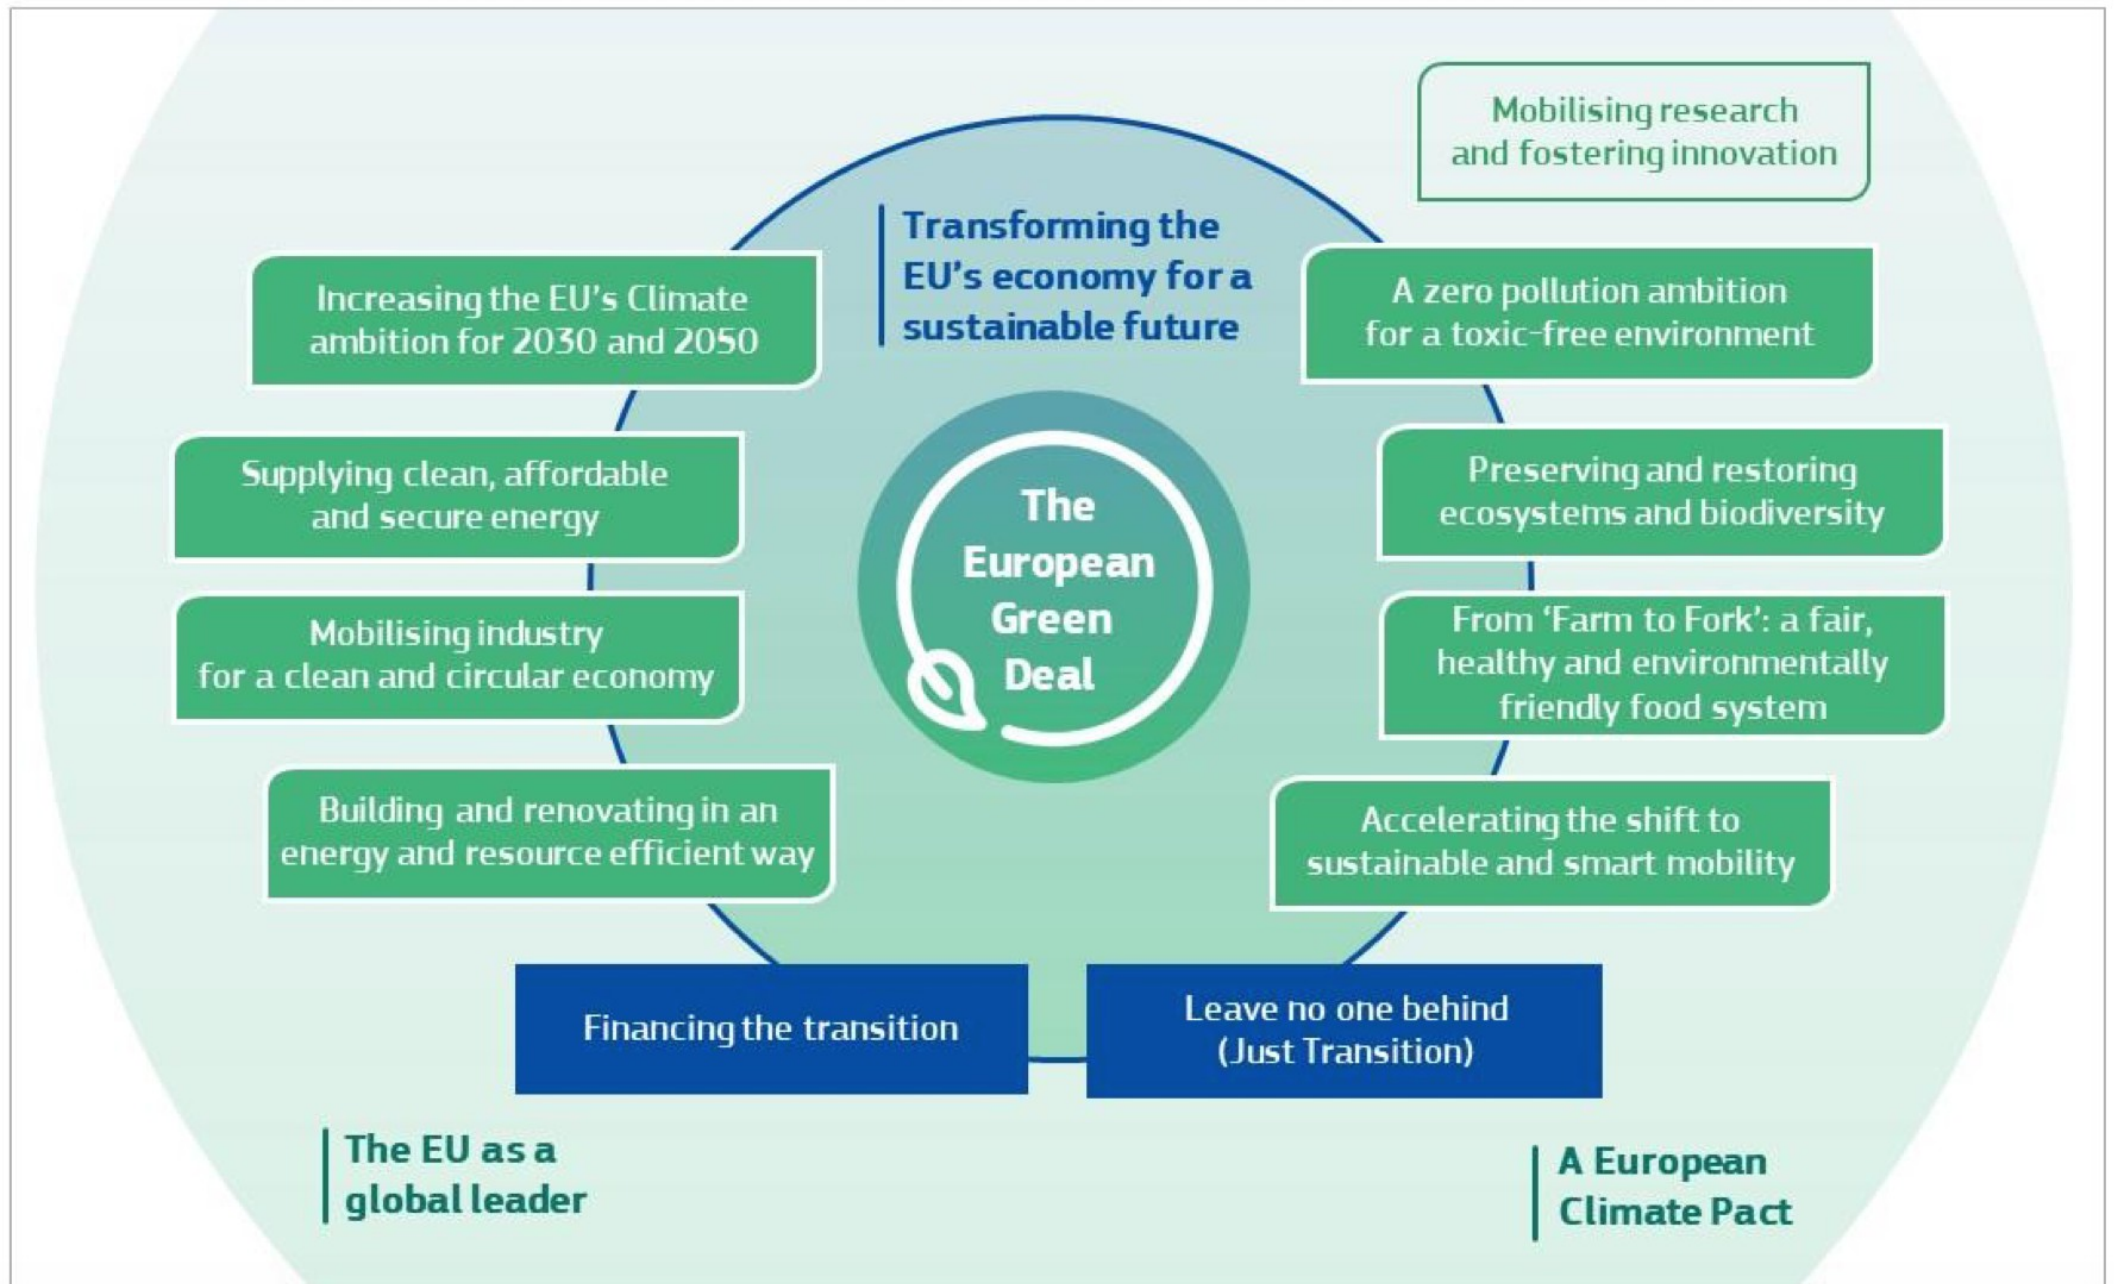 Mobilising research
and fostering innovation
Transforming the
EU's economy for a
sustainable future
Increasing the EU's Climate
ambition for 2030 and 2050
A zero pollution ambition
for a toxic-free environment
Supplying clean, affordable
and secure energy
Preserving and restoring
ecosystems and biodiversity
The
European
Green
Deal
Mobilising industry
for a clean and circular economy
From ‘Farm to Fork’: a fair,
healthy and environmentally
friendly food system
Building and renovating in an
energy and resource efficient way
Accelerating the shift to
sustainable and smart mobility
Financing the transition
Leave no one behind
(Just Transition)
The EU as a
global leader
A European
Climate Pact